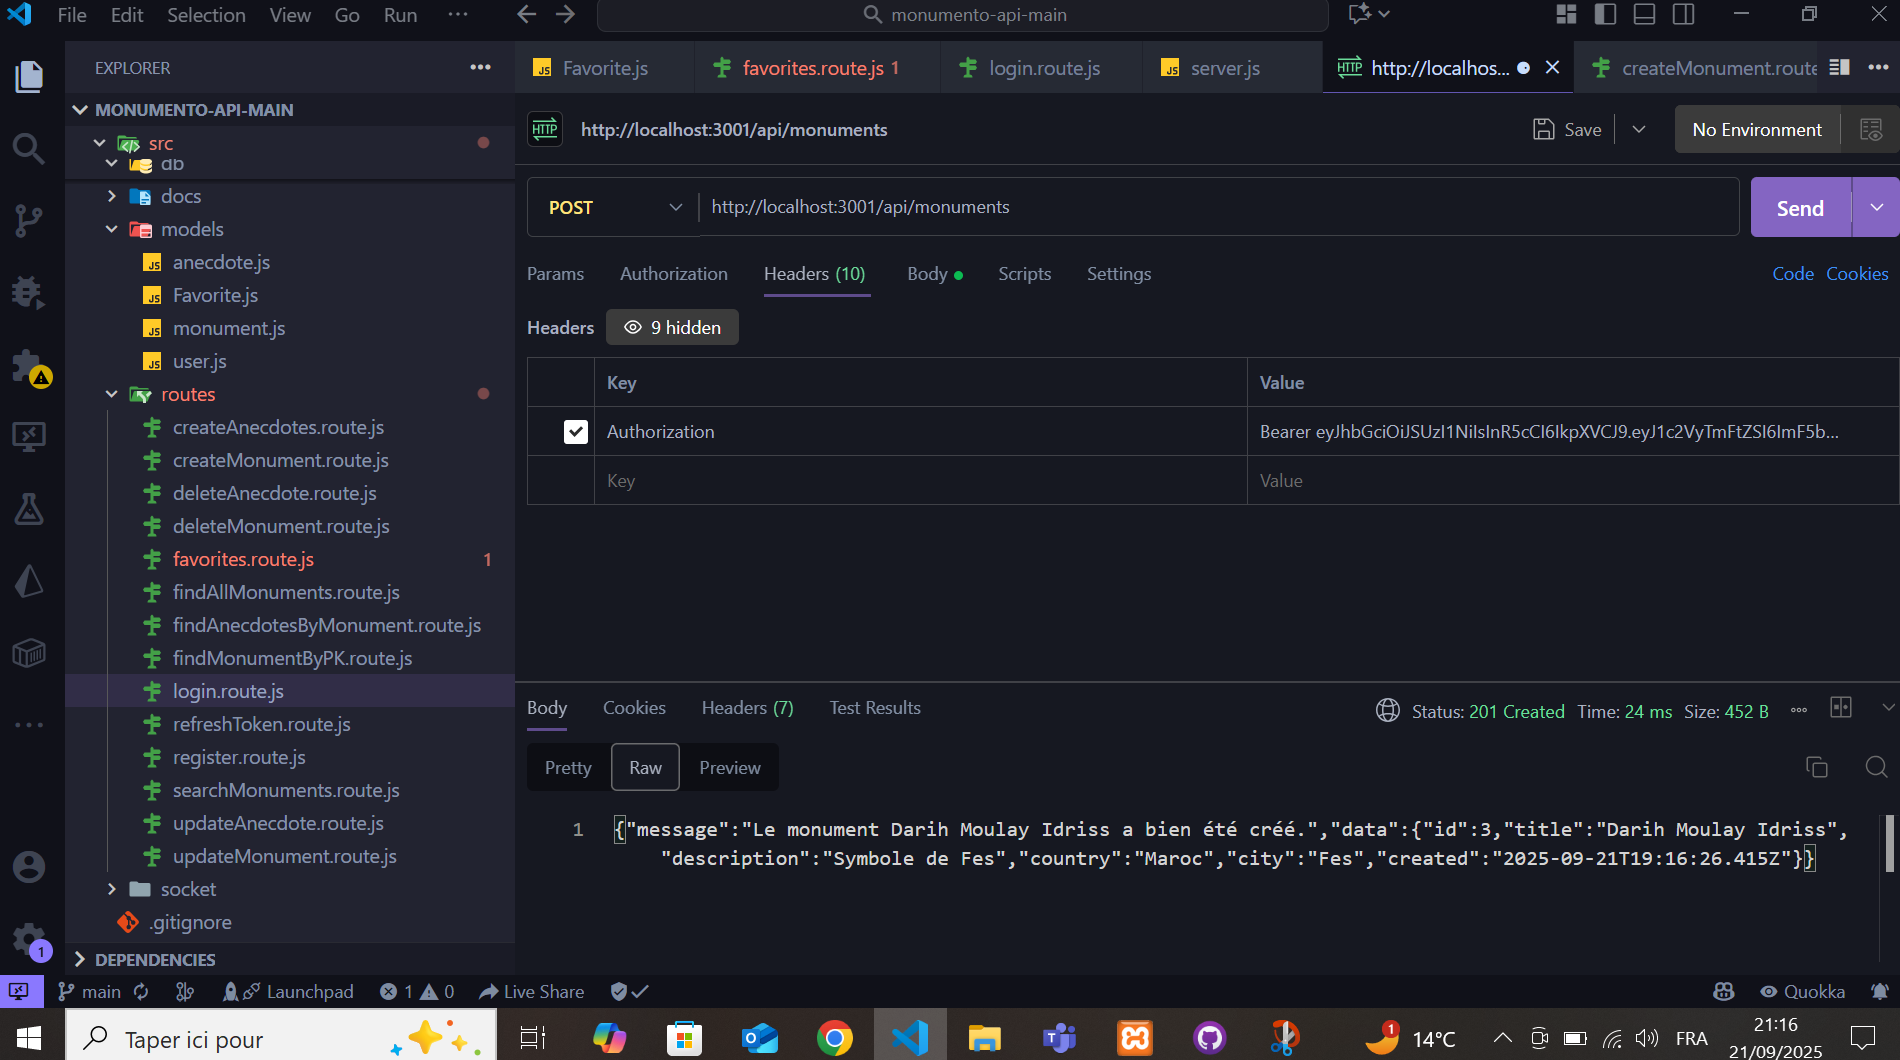 File Edit Selection View Go Run ···
monumento-api-main
EXPLORER
Favorite.js
favorites.route.js 1
login.route.js
server.js
HTTP http://localhos...
createMonument.route
MONUMENTO-API-MAIN
src
db
docs
models
anecdote.js
Favorite.js
monument.js
user.js
routes
createAnecdotes.route.js
createMonument.route.js
deleteAnecdote.route.js
deleteMonument.route.js
favorites.route.js 1
findAllMonuments.route.js
findAnecdotesByMonument.route.js
findMonumentByPK.route.js
login.route.js
refreshToken.route.js
register.route.js
searchMonuments.route.js
updateAnecdote.route.js
updateMonument.route.js
socket
.gitignore
DEPENDENCIES
1
HTTP http://localhost:3001/api/monuments
Save
No Environment
POST
http://localhost:3001/api/monuments
Send
Params Authorization Headers (10) Body Scripts Settings
Code Cookies
Headers 9 hidden
Key Value
Authorization Bearer eyJhbGciOiJSUzI1NiIsInR5cCI6IkpXVCJ9.eyJ1c2VyTmFtZSI6ImF5b...
Key Value
Body Cookies Headers (7) Test Results
Status: 201 Created Time: 24 ms Size: 452 B
Pretty Raw Preview
1 {"message":"Le monument Darih Moulay Idriss a bien été créé.","data":{"id":3,"title":"Darih Moulay Idriss",
"description":"Symbole de Fes","country":"Maroc","city":"Fes","created":"2025-09-21T19:16:26.415Z"}}
main
Launchpad
1 0
Live Share
Quokka
Taper ici pour
1
14°C
FRA
21:16
21/09/2025